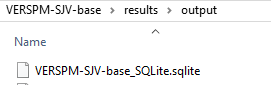 VERSPM-SJV-base > results > output
Name
VERSPM-SJV-base_SQLite.sqlite